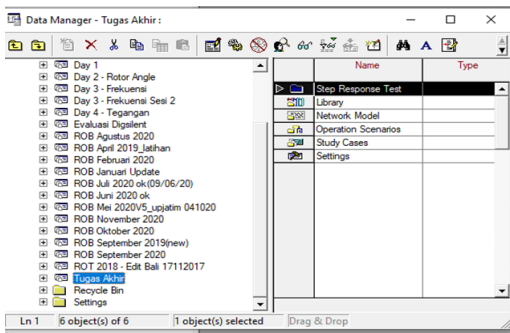 Data Manager - Tugas Akhir :
Day 1
Day 2 - Rotor Angle
Day 3 - Frekuensi
Day 3 - Frekuensi Sesi 2
Day 4 - Tegangan
Evaluasi Digsilent
ROB Agustus 2020
ROB April 2019_latihan
ROB Februari 2020
ROB Januari Update
ROB Juli 2020 ok(09/06/20)
ROB Juni 2020 ok
ROB Mei 2020V5_upjatim 041020
ROB November 2020
ROB Oktober 2020
ROB September 2019(new)
ROB September 2020
ROT 2018 - Edit Bali 17112017
Tugas Akhir
Recycle Bin
Settings
Name Type
Step Response Test
Library
Network Model
Operation Scenarios
Study Cases
Settings
Ln 1 6 object(s) of 6 1 object(s) selected Drag & Drop